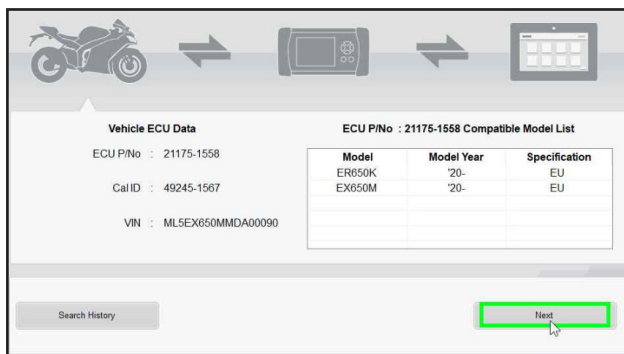 Vehicle ECU Data
ECU P/No : 21175-1558
Cal ID : 49245-1567
VIN : ML5EX650MMDA00090
ECU P/No : 21175-1558 Compatible Model List
Model Model Year Specification
ER650K '20- EU
EX650M '20- EU
Search History
Next